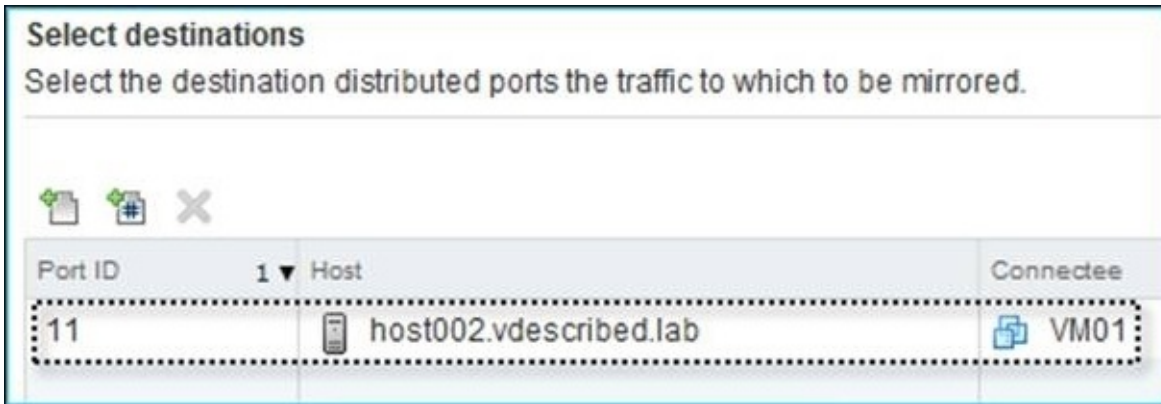 Select destinations
Select the destination distributed ports the traffic to which to be mirrored.
Port ID 1 ▼ Host Connectee
11 host002.vdescribed.lab VM01